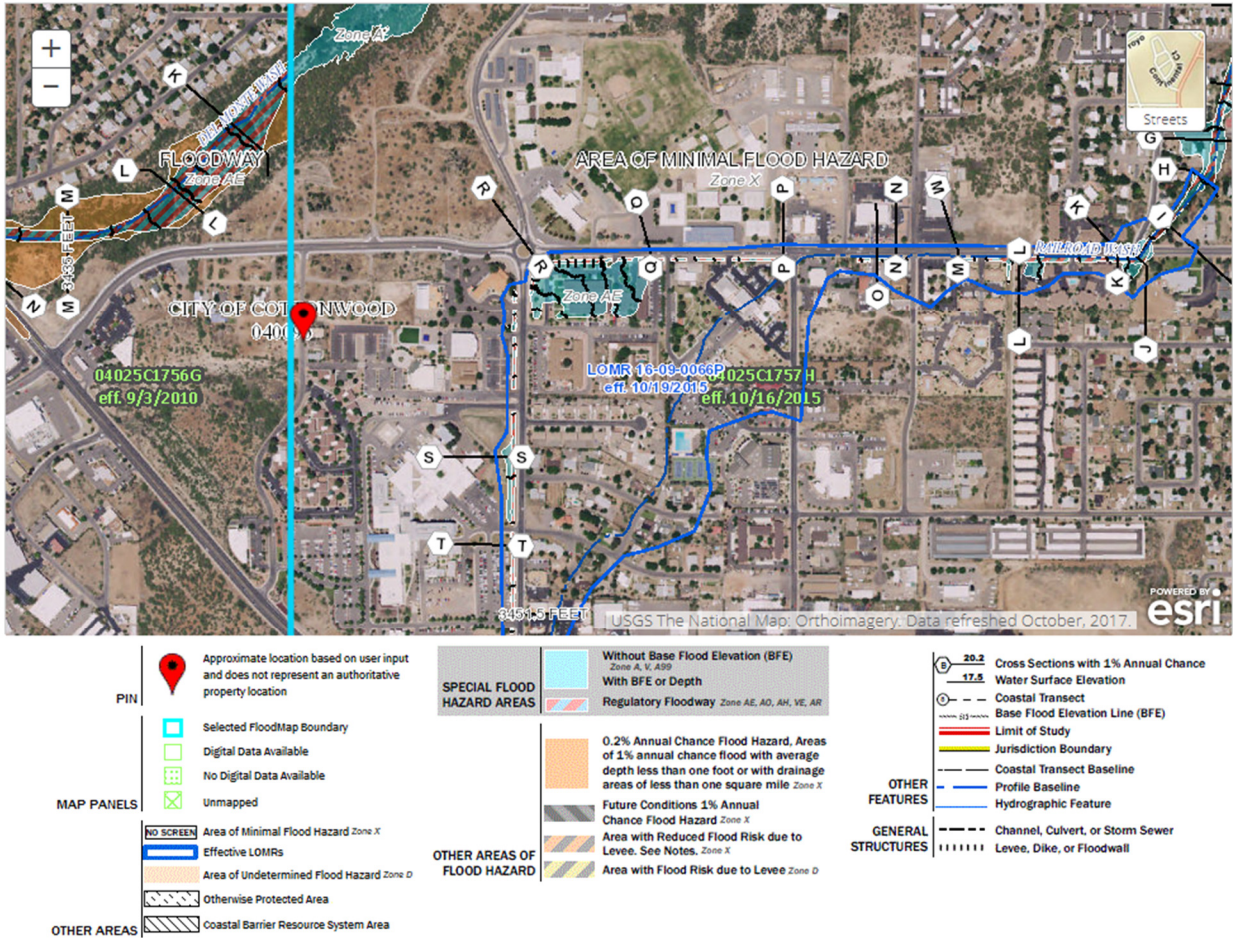 +
−
Zone A
DEL MONTE WASH
K
FLOODWAY
Zone AE
L
L
M
3435 FEET
M
N
R
Q
AREA OF MINIMAL FLOOD HAZARD
Zone X
P
N
M
K
G
H
I
Streets
R
Q
P
N
M
O
L
RAILROAD WASH
K
L
J
Zone AE
CITY OF COTTONWOOD
04025C1756G
eff. 9/3/2010
LOMR 16-09-0066P
eff. 10/19/2015
04025C1757H
eff. 10/16/2015
S
S
T
T
3451.5 FEET
USGS The National Map: Orthoimagery. Data refreshed October, 2017.
POWERED BY
esri
PIN
Approximate location based on user input
and does not represent an authoritative
property location
MAP PANELS
Selected FloodMap Boundary
Digital Data Available
No Digital Data Available
Unmapped
OTHER AREAS
NO SCREEN Area of Minimal Flood Hazard Zone X
Effective LOMRs
Area of Undetermined Flood Hazard Zone D
Otherwise Protected Area
Coastal Barrier Resource System Area
SPECIAL FLOOD
HAZARD AREAS
Without Base Flood Elevation (BFE)
Zone A, V, A99
With BFE or Depth
Regulatory Floodway Zone AE, AO, AH, VE, AR
OTHER AREAS OF
FLOOD HAZARD
0.2% Annual Chance Flood Hazard, Areas
of 1% annual chance flood with average
depth less than one foot or with drainage
areas of less than one square mile Zone X
Future Conditions 1% Annual
Chance Flood Hazard Zone X
Area with Reduced Flood Risk due to
Levee. See Notes. Zone X
Area with Flood Risk due to Levee Zone D
OTHER
FEATURES
B 20.2 Cross Sections with 1% Annual Chance
17.5 Water Surface Elevation
8 Coastal Transect
513 Base Flood Elevation Line (BFE)
Limit of Study
Jurisdiction Boundary
Coastal Transect Baseline
Profile Baseline
Hydrographic Feature
GENERAL
STRUCTURES
Channel, Culvert, or Storm Sewer
Levee, Dike, or Floodwall